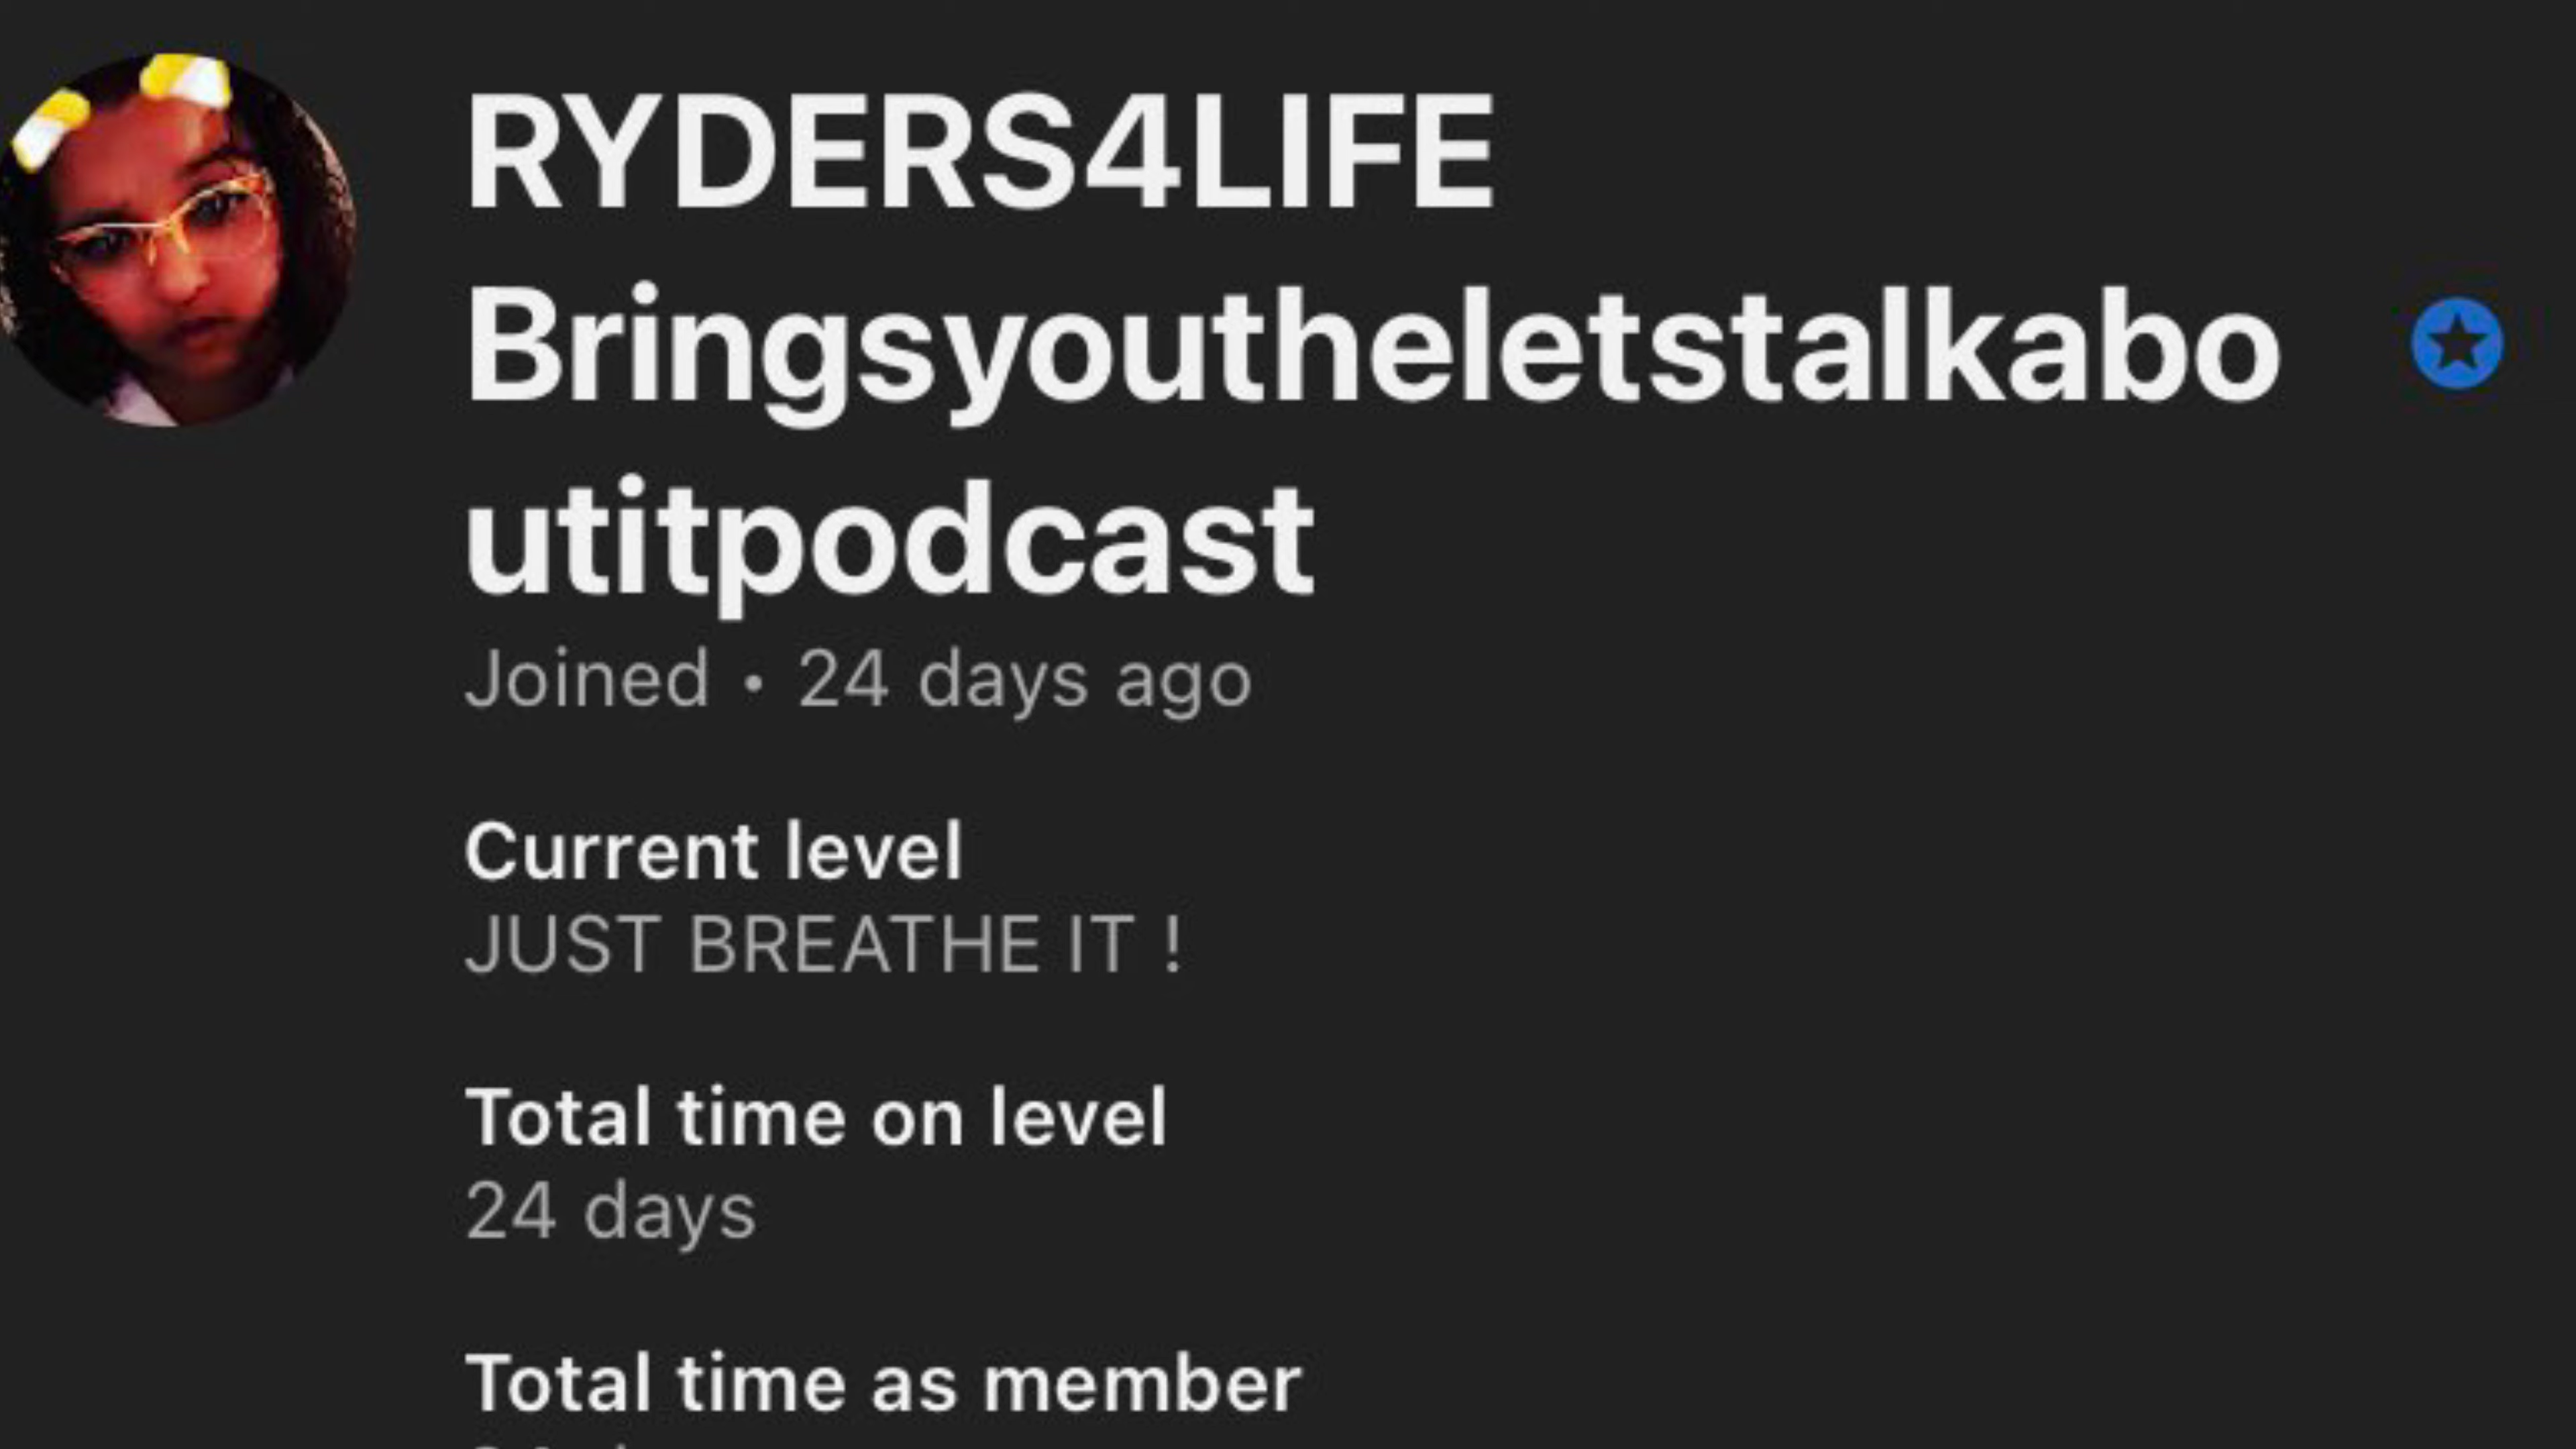 RYDERS4LIFE
Bringsyoutheletstalkabo
utitpodcast
Joined • 24 days ago
Current level
JUST BREATHE IT !
Total time on level
24 days
Total time as member